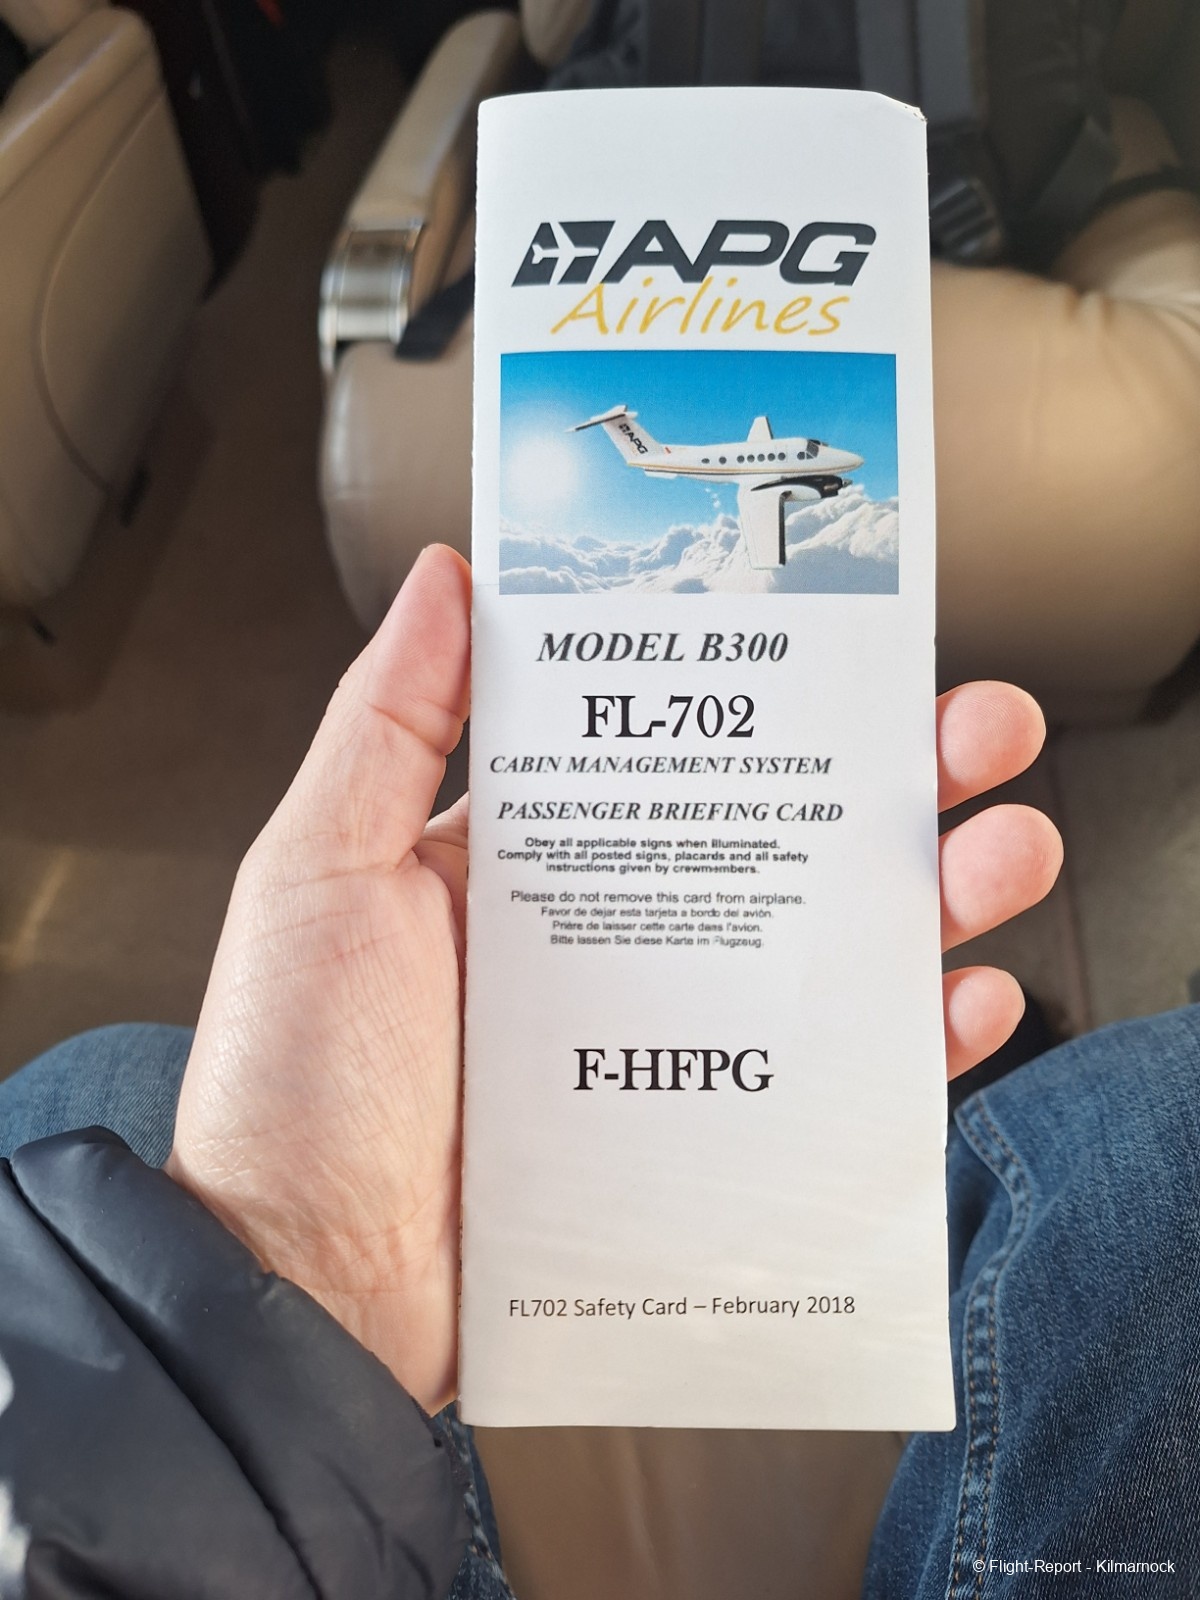 APG
Airlines
APG
MODEL B300
FL-702
CABIN MANAGEMENT SYSTEM
PASSENGER BRIEFING CARD
Obey all applicable signs when illuminated.
Comply with all posted signs, placards and all safety
instructions given by crewmembers.
Please do not remove this card from airplane.
Favor de dejar esta tarjeta a bordo del avión.
Prière de laisser cette carte dans l'avion.
Bitte lassen Sie diese Karte im Flugzeug.
F-HFPG
FL702 Safety Card – February 2018
© Flight-Report - Kilmarnock